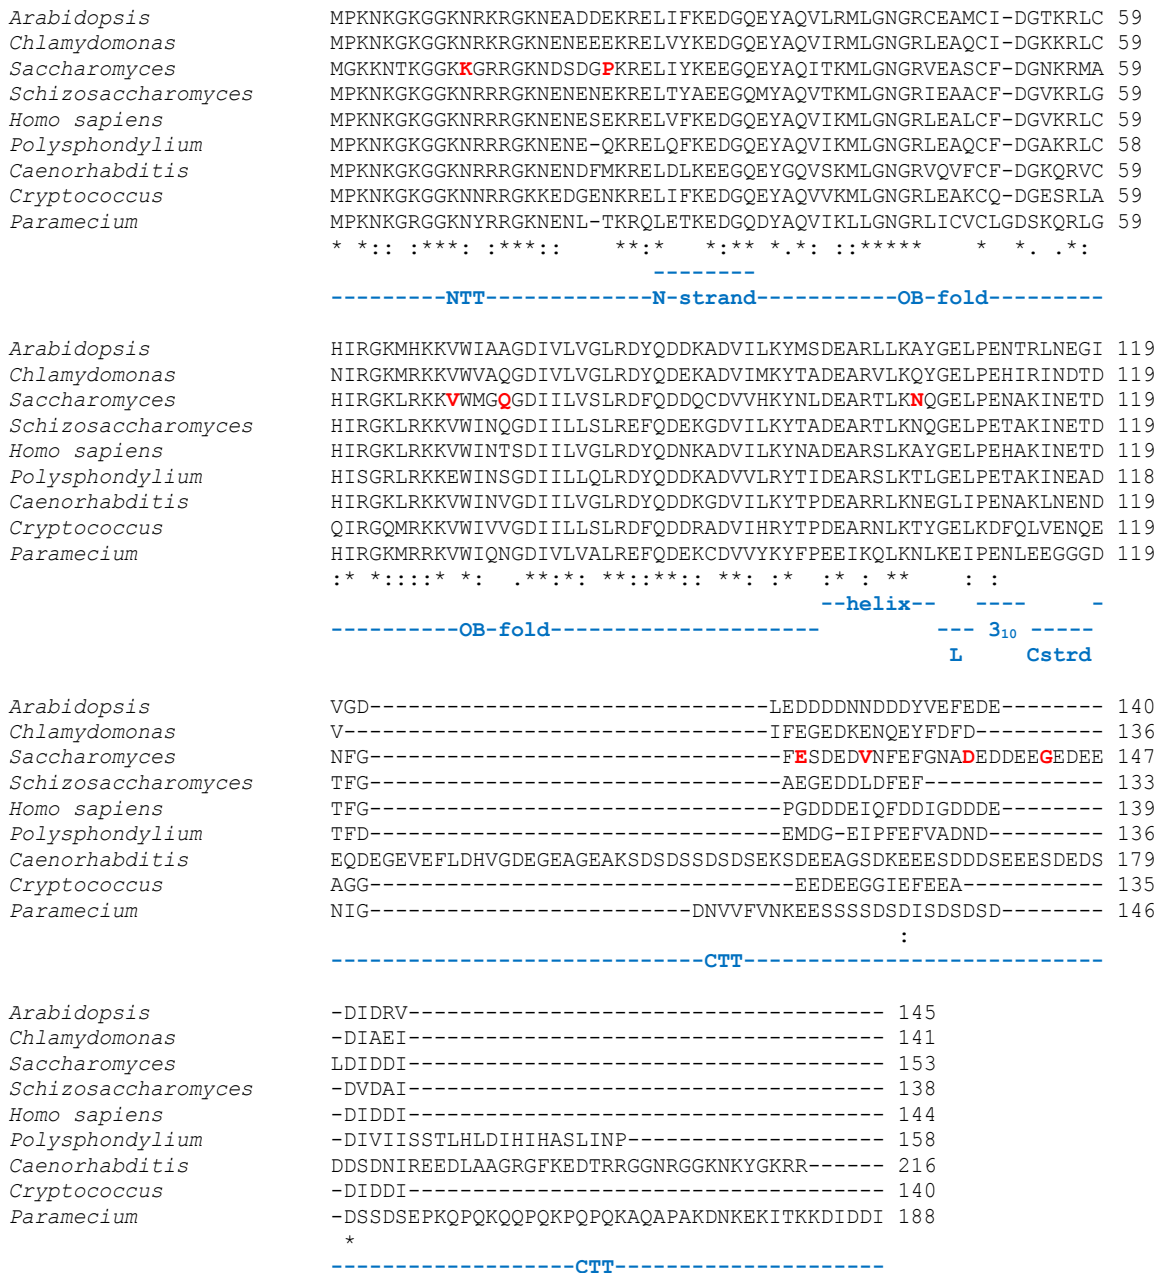 Arabidopsis MPKNKGKGGKNRKRGKNEADDEKRELIFKEDGQEYAQVLRMLGNGRCEAMCI-DGTKRLC 59
Chlamydomonas MPKNKGKGGKNRKRGKNENEEEKRELVYKEDGQEYAQVIRMLGNGRLEAQCI-DGKKRLC 59
Saccharomyces MGKKNTKGGKKGRRGKNDSDGPKRELIYKEEGQEYAQITKMLGNGRVEASCF-DGNKRMA 59
Schizosaccharomyces MPKNKGKGGKNRRRGKNENENEKRELTYAEEGQMYAQVTKMLGNGRIEAACF-DGVKRLG 59
Homo sapiens MPKNKGKGGKNRRRGKNENESEKRELVFKEDGQEYAQVIKMLGNGRLEALCF-DGVKRLC 59
Polysphondylium MPKNKGKGGKNRRRGKNENE-QKRELQFKEDGQEYAQVIKMLGNGRLEAQCF-DGAKRLC 58
Caenorhabditis MPKNKGKGGKNRRRGKNENDFMKRELDLKEEGQEYGQVSKMLGNGRVQVFCF-DGKQRVC 59
Cryptococcus MPKNKGKGGKNNRRGKKEDGENKRELIFKEDGQEYAQVVKMLGNGRLEAKCQ-DGESRLA 59
Paramecium MPKNKGRGGKNYRRGKNENL-TKRQLETKEDGQDYAQVIKLLGNGRLICVCLGDSKQRLG 59
* *:: :***: :***:: **:* *:** *.*: ::***** * *. .*:
--------
---------NTT-------------N-strand-----------OB-fold---------
Arabidopsis HIRGKMHKKVWIAAGDIVLVGLRDYQDDKADVILKYMSDEARLLKAYGELPENTRLNEGI 119
Chlamydomonas NIRGKMRKKVWVAQGDIVLVGLRDYQDEKADVIMKYTADEARVLKQYGELPEHIRINDTD 119
Saccharomyces HIRGKLRKKVWMGQGDIILVSLRDFQDDQCDVVHKYNLDEARTLKNQGELPENAKINETD 119
Schizosaccharomyces HIRGKLRKKVWINQGDIILLSLREFQDEKGDVILKYTADEARTLKNQGELPETAKINETD 119
Homo sapiens HIRGKLRKKVWINTSDIILVGLRDYQDNKADVILKYNADEARSLKAYGELPEHAKINETD 119
Polysphondylium HISGRLRKKEWINSGDIILLQLRDYQDDKADVVLRYTIDEARSLKTLGELPETAKINEAD 118
Caenorhabditis HIRGKLRKKVWINVGDIILVGLRDYQDDKGDVILKYTPDEARRLKNEGLIPENAKLNEND 119
Cryptococcus QIRGQMRKKVWIVVGDIILLSLRDFQDDRADVIHRYTPDEARNLKTYGELKDFQLVENQE 119
Paramecium HIRGKMRRKVWIQNGDIVLVALREFQDEKCDVVYKYFPEEIKQLKNLKEIPENLEEGGGD 119
:* *::::* *: .**:*: **::**:: **: :* :* : ** : :
--helix-- ---- -
----------OB-fold--------------------- --- 3₁₀ -----
L Cstrd
Arabidopsis VGD-------------------------------LEDDDDNNDDDYVEFEDE-------- 140
Chlamydomonas V---------------------------------IFEGEDKENQEYFDFD---------- 136
Saccharomyces NFG--------------------------------FESDEDVNFEFGNADEDDEEGEDEE 147
Schizosaccharomyces TFG--------------------------------AEGEDDLDFEF-------------- 133
Homo sapiens TFG--------------------------------PGDDDEIQFDDIGDDDE-------- 139
Polysphondylium TFD--------------------------------EMDG-EIPFEFVADND--------- 136
Caenorhabditis EQDEGEVEFLDHVGDEGEAGEAKSDSDSSDSDSEKSDEEAGSDKEEESDDDSEEESDEDS 179
Cryptococcus AGG---------------------------------EEDEEGGIEFEEA----------- 135
Paramecium NIG-------------------------DNVVFVNKEESSSSDSDISDSDSD-------- 146
:
-----------------------------CTT----------------------------
Arabidopsis -DIDRV------------------------------------- 145
Chlamydomonas -DIAEI------------------------------------- 141
Saccharomyces LDIDDI------------------------------------- 153
Schizosaccharomyces -DVDAI------------------------------------- 138
Homo sapiens -DIDDI------------------------------------- 144
Polysphondylium -DIVIISSTLHLDIHIHASLINP-------------------- 158
Caenorhabditis DDSDNIREEDLAAGRGFKEDTRRGGNRGGKNKYGKRR------ 216
Cryptococcus -DIDDI------------------------------------- 140
Paramecium -DSSDSEPKQPQKQQPQKPQPQKAQAPAKDNKEKITKKDIDDI 188
*
-------------------CTT---------------------